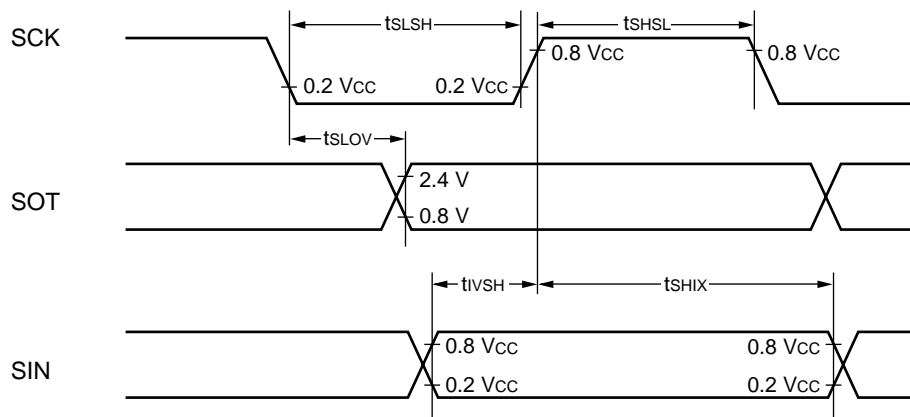 tSLSH
tSHSL
SCK
0.8 VCC
0.8 VCC
0.2 VCC
0.2 VCC
tSLOV
2.4 V
SOT
0.8 V
tIVSH
tSHIX
0.8 VCC
0.8 VCC
SIN
0.2 VCC
0.2 VCC